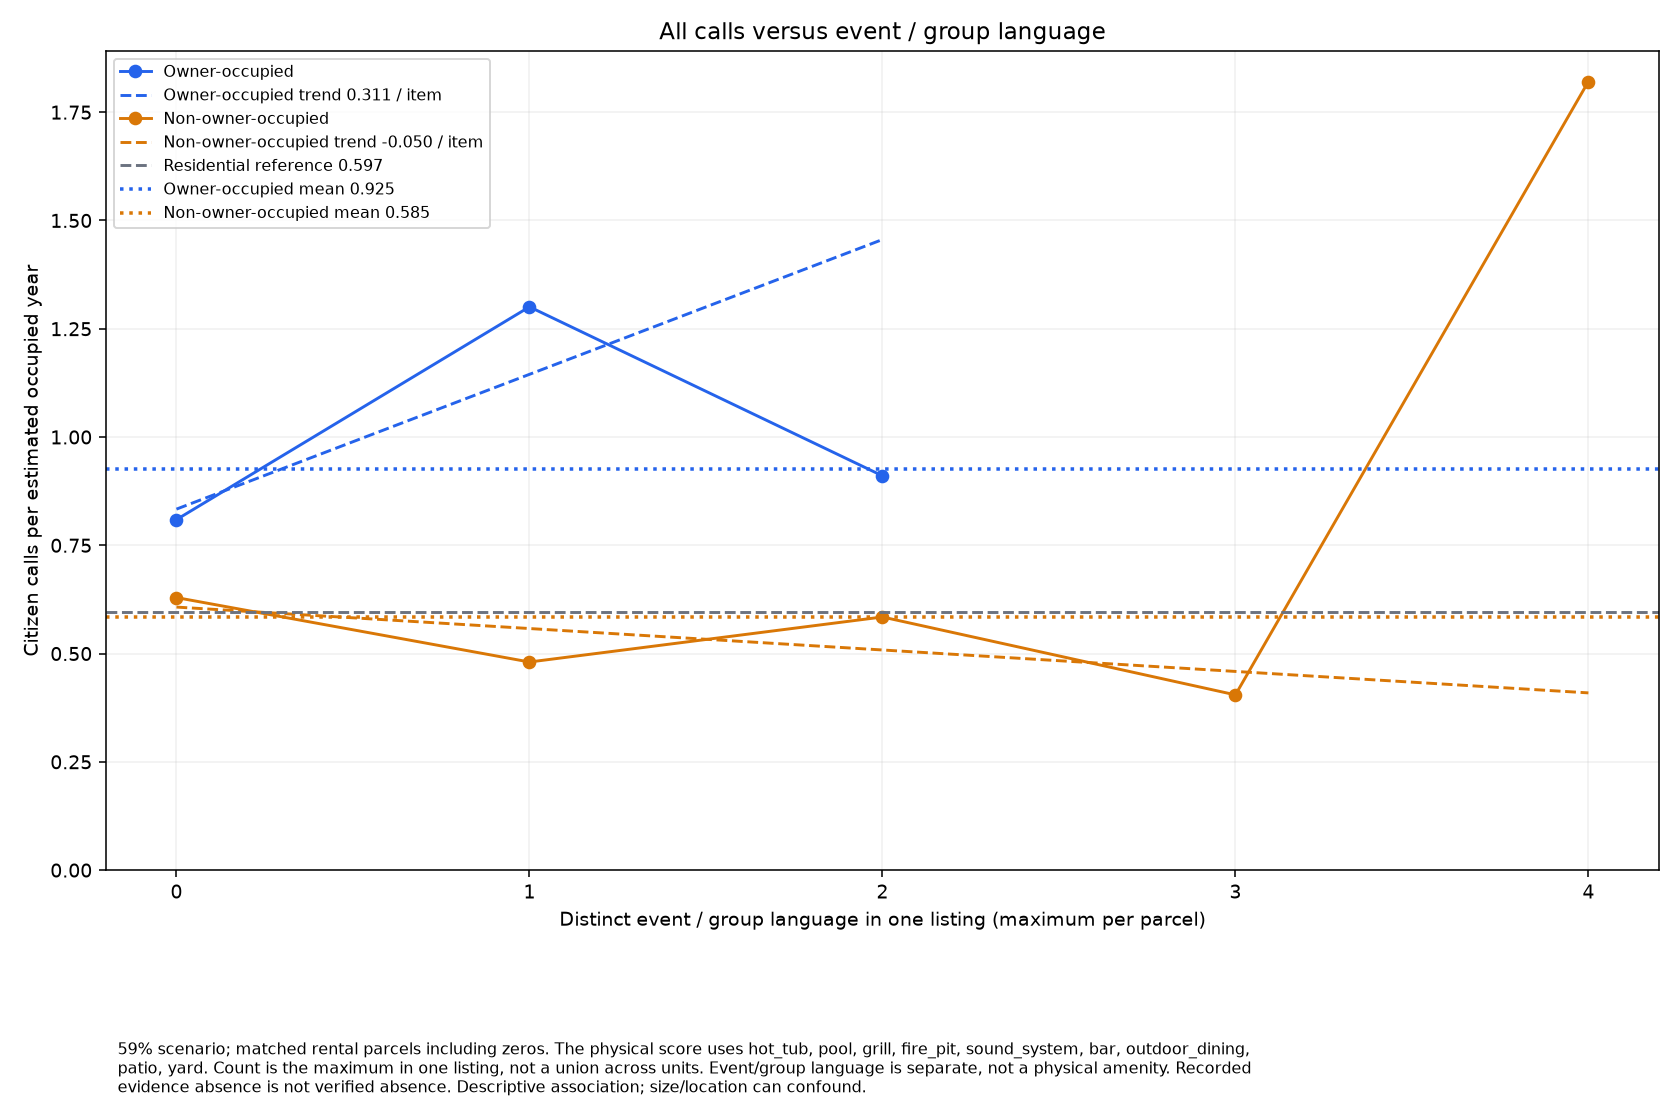 All calls versus event / group language
Owner-occupied
Owner-occupied trend 0.311 / item
Non-owner-occupied
Non-owner-occupied trend -0.050 / item
Residential reference 0.597
Owner-occupied mean 0.925
Non-owner-occupied mean 0.585
Citizen calls per estimated occupied year
1.75
1.50
1.25
1.00
0.75
0.50
0.25
0.00
0 1 2 3 4
Distinct event / group language in one listing (maximum per parcel)
59% scenario; matched rental parcels including zeros. The physical score uses hot_tub, pool, grill, fire_pit, sound_system, bar, outdoor_dining,
patio, yard. Count is the maximum in one listing, not a union across units. Event/group language is separate, not a physical amenity. Recorded
evidence absence is not verified absence. Descriptive association; size/location can confound.